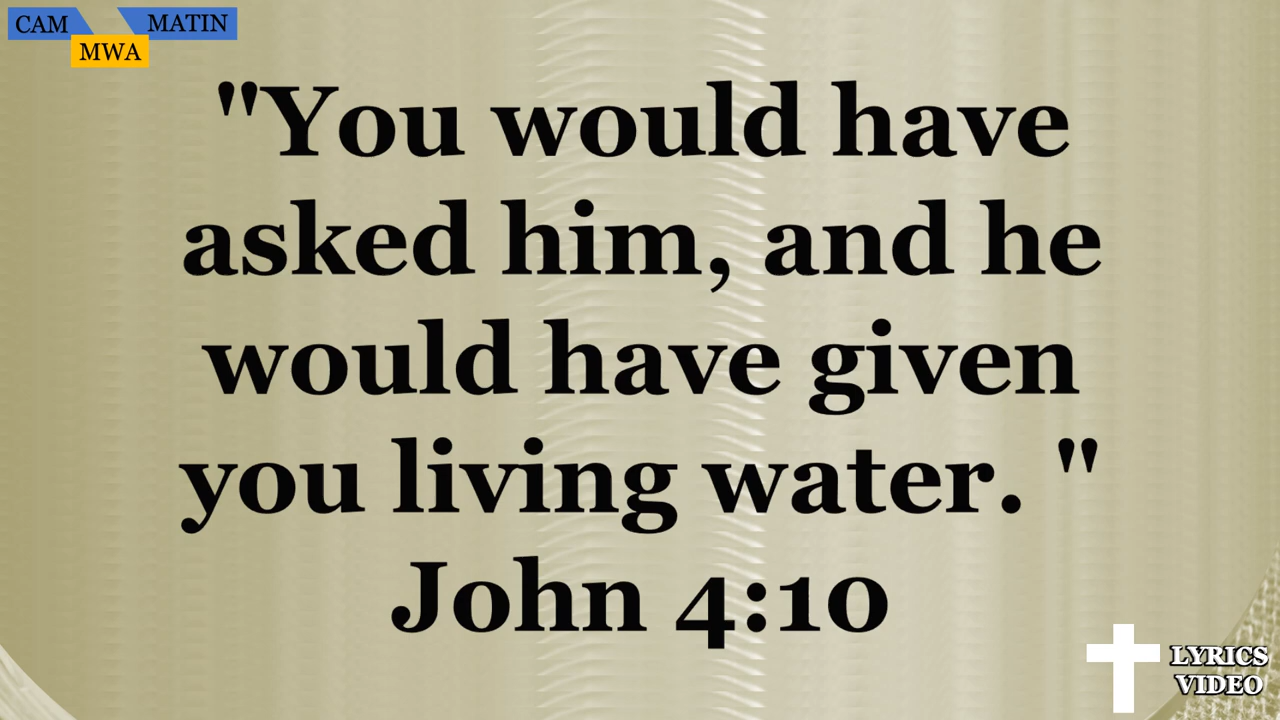 CAM MATIN
MWA
"You would have
asked him, and he
would have given
you living water. "
John 4:10
LYRICS
VIDEO